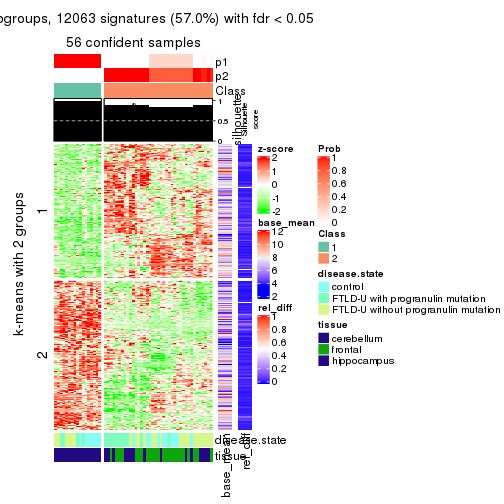 ogroups, 12063 signatures (57.0%) with fdr < 0.05
56 confident samples
p1
p2
Class
1
0.5
0
silhouette
Silhouette
score
k-means with 2 groups
1
2
disease.state
tissue
base_mean
rel_diff
z-score
2
1
0
-1
-2
base_mean
12
10
8
6
4
2
rel_diff
1
0.8
0.6
0.4
0.2
0
Prob
1
0.8
0.6
0.4
0.2
0
Class
1
2
disease.state
control
FTLD-U with progranulin mutation
FTLD-U without progranulin mutation
tissue
cerebellum
frontal
hippocampus